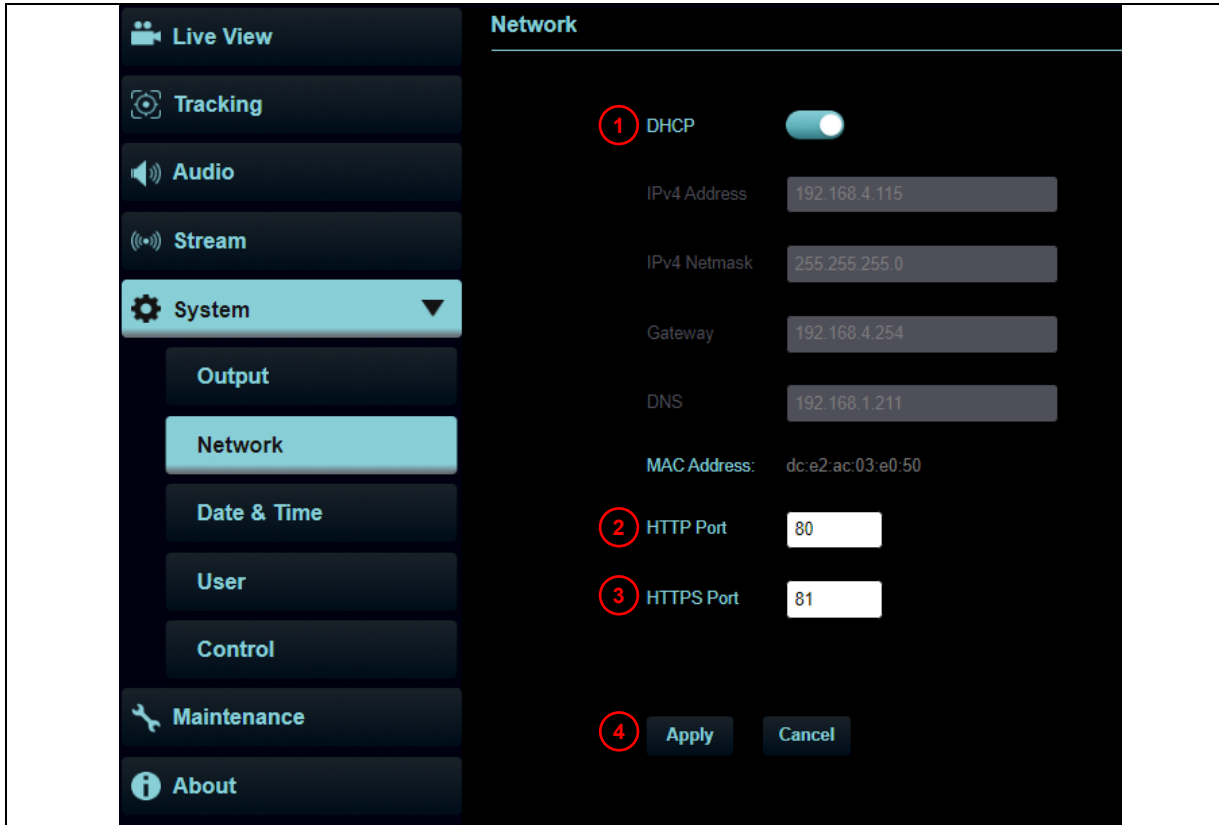 Live View
Tracking
Audio
Stream
System
Output
Network
Date & Time
User
Control
Maintenance
About
Network
1 DHCP
IPv4 Address 192.168.4.115
IPv4 Netmask 255.255.255.0
Gateway 192.168.4.254
DNS 192.168.1.211
MAC Address: dc:e2:ac:03:e0:50
2 HTTP Port 80
3 HTTPS Port 81
4 Apply Cancel